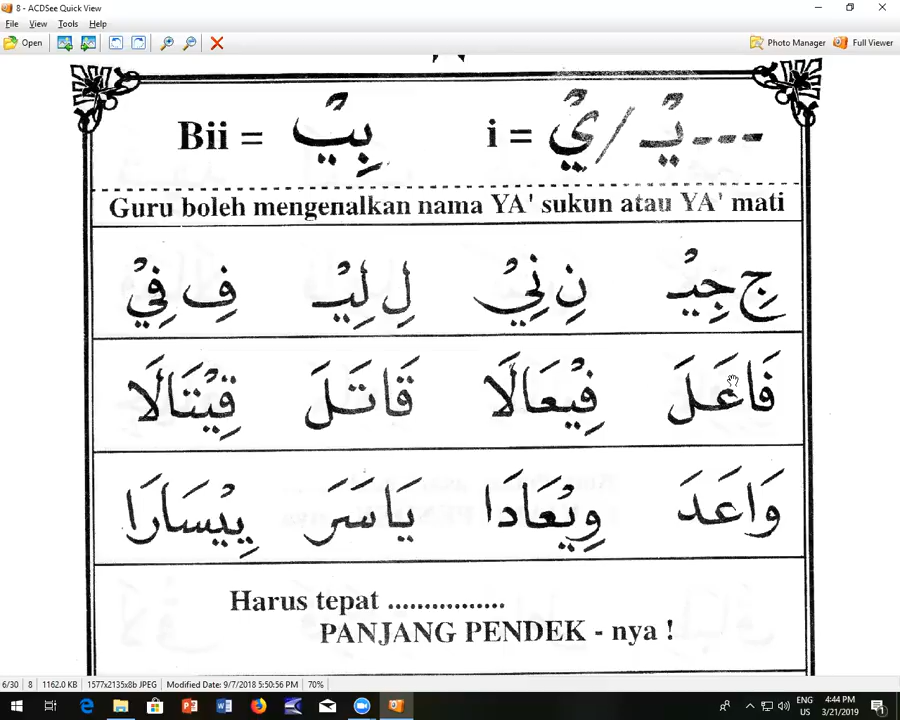 8 - ACDSee Quick View
File View Tools Help
Open Photo Manager Full Viewer
Bii = بِيْ i = يْ / يْـ ---
Guru boleh mengenalkan nama YA' sukun atau YA' mati
جِ جِيْـ نِ نِيْ لِ لِيْـ فِ فِيْ
فَاعَلَ فِيْعَالَا قَاتَلَ قِيْتَالَا
وَاعَدَ وِيْعَادَا يَاسَرَ يِيْسَارَا
Harus tepat ................
PANJANG PENDEK - nya !
6/30 8 1162.0 KB 1577x2135x8b JPEG Modified Date: 9/7/2018 5:50:56 PM 70%
ENG 4:44 PM
US 3/21/2019